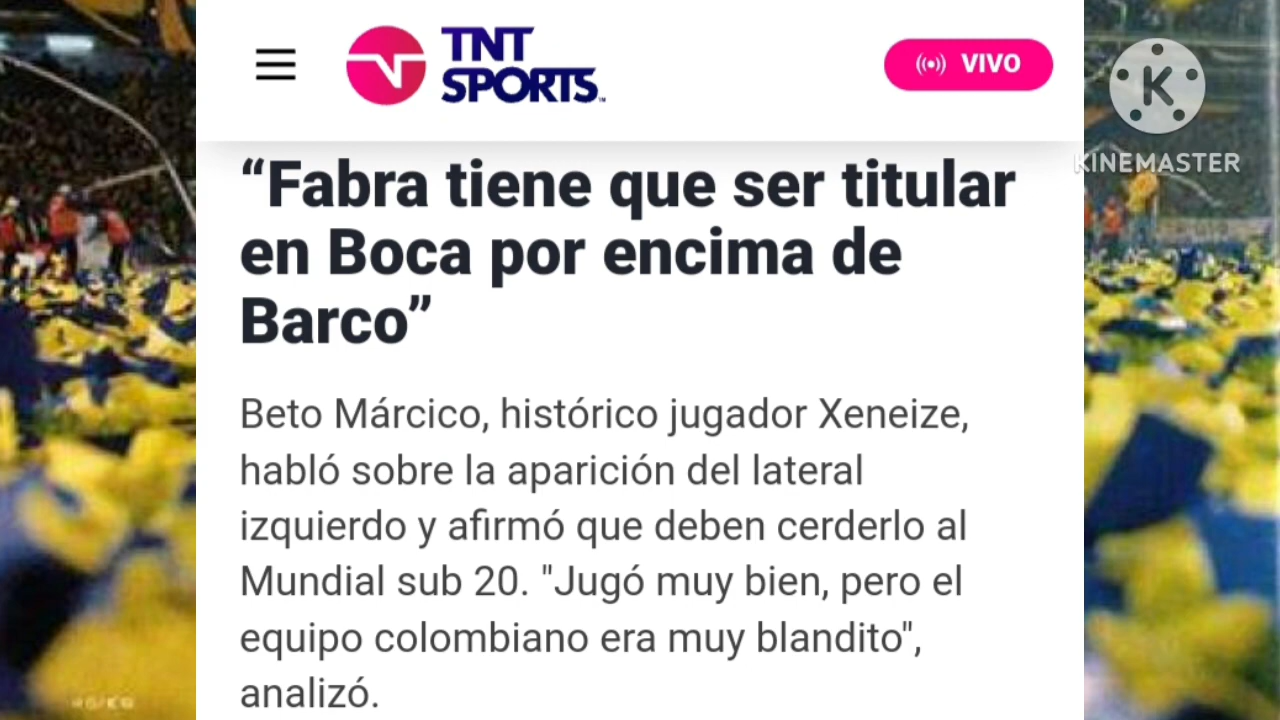 TNT
SPORTS™
VIVO
KINEMASTER
“Fabra tiene que ser titular
en Boca por encima de
Barco”
Beto Márcico, histórico jugador Xeneize,
habló sobre la aparición del lateral
izquierdo y afirmó que deben cerderlo al
Mundial sub 20. "Jugó muy bien, pero el
equipo colombiano era muy blandito",
analizó.